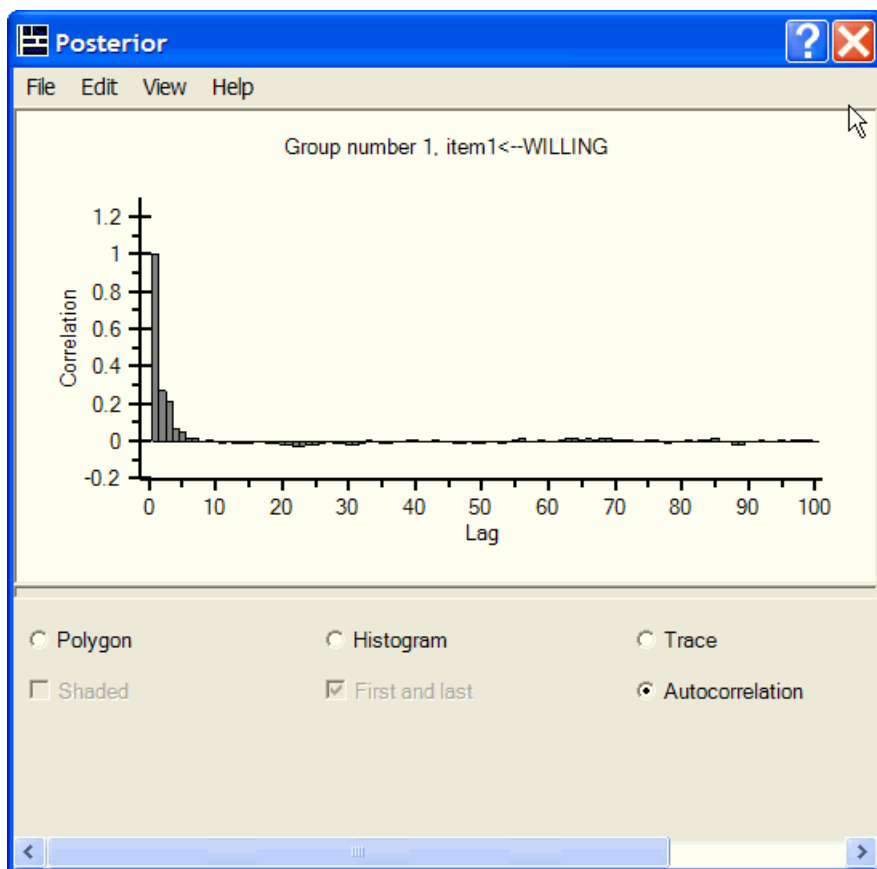 Posterior
File Edit View Help
Group number 1, item1<--WILLING
1.2
1
0.8
0.6
0.4
0.2
0
-0.2
Correlation
0 10 20 30 40 50 60 70 80 90 100
Lag
Polygon Histogram Trace
Shaded First and last Autocorrelation